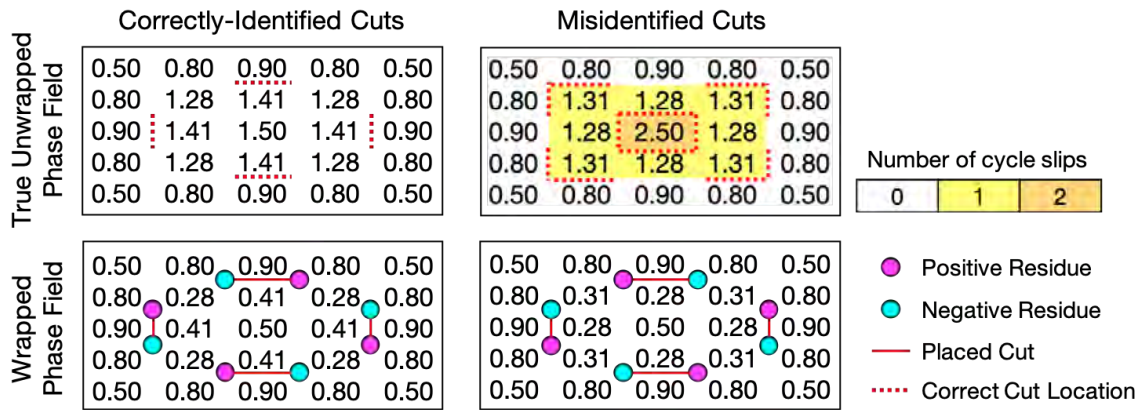 Correctly-Identified Cuts
Misidentified Cuts
True Unwrapped
Phase Field
0.50 0.80 0.90 0.80 0.50
0.80 1.28 1.41 1.28 0.80
0.90 1.41 1.50 1.41 0.90
0.80 1.28 1.41 1.28 0.80
0.50 0.80 0.90 0.80 0.50
0.50 0.80 0.90 0.80 0.50
0.80 1.31 1.28 1.31 0.80
0.90 1.28 2.50 1.28 0.90
0.80 1.31 1.28 1.31 0.80
0.50 0.80 0.90 0.80 0.50
Number of cycle slips
0 1 2
Wrapped
Phase Field
0.50 0.80 0.90 0.80 0.50
0.80 0.28 0.41 0.28 0.80
0.90 0.41 0.50 0.41 0.90
0.80 0.28 0.41 0.28 0.80
0.50 0.80 0.90 0.80 0.50
0.50 0.80 0.90 0.80 0.50
0.80 0.31 0.28 0.31 0.80
0.90 0.28 0.50 0.28 0.90
0.80 0.31 0.28 0.31 0.80
0.50 0.80 0.90 0.80 0.50
Positive Residue
Negative Residue
Placed Cut
Correct Cut Location